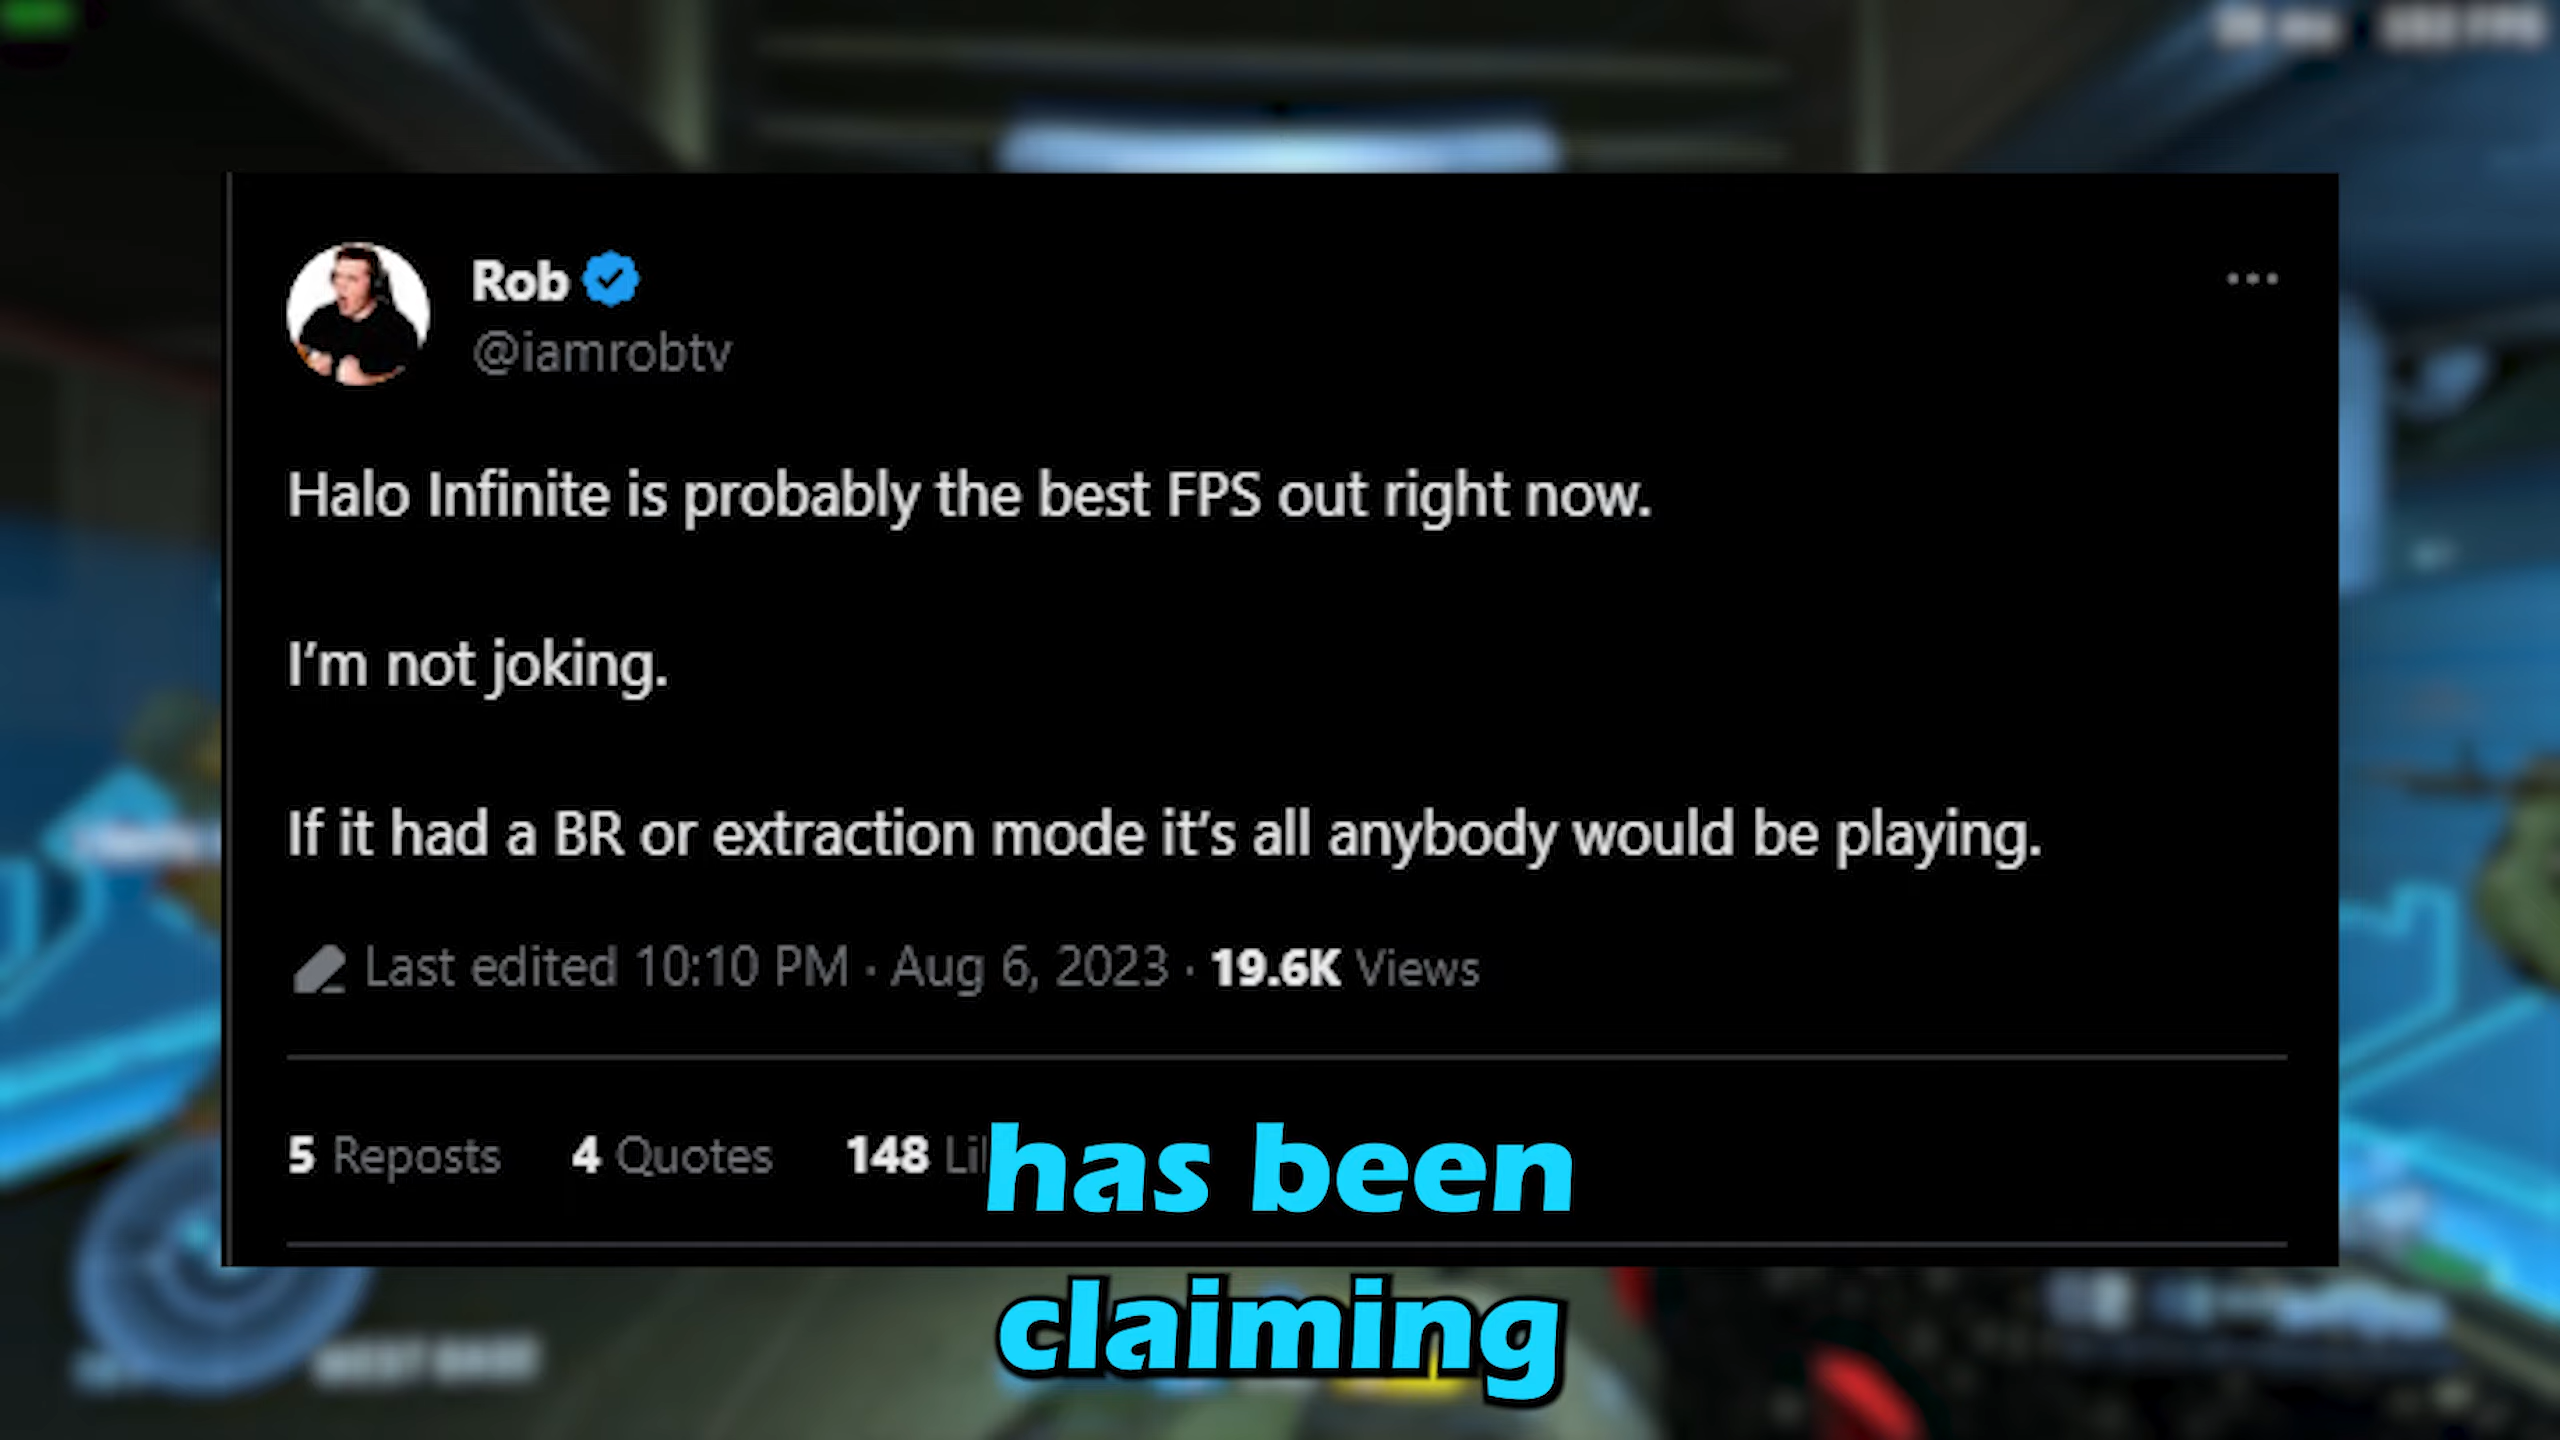 Rob
@iamrobtv
Halo Infinite is probably the best FPS out right now.
I’m not joking.
If it had a BR or extraction mode it’s all anybody would be playing.
Last edited 10:10 PM · Aug 6, 2023 · 19.6K Views
5 Reposts 4 Quotes 148
has been
claiming